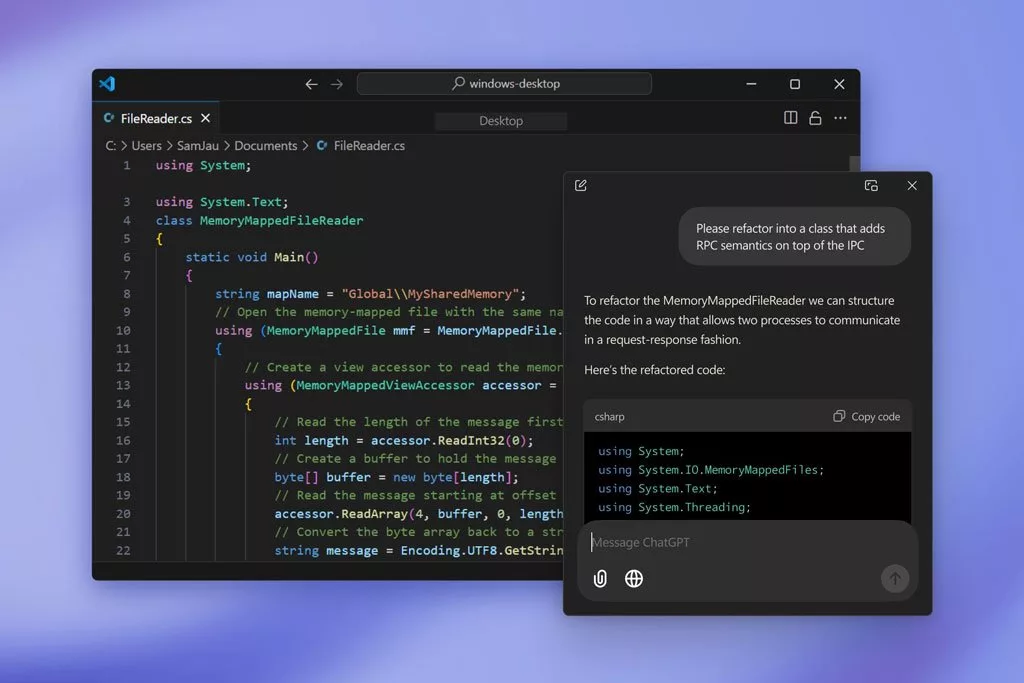 windows-desktop
FileReader.cs
Desktop
C: > Users > SamJau > Documents > FileReader.cs
1 using System;
3 using System.Text;
4 class MemoryMappedFileReader
5 {
6 static void Main()
7 {
8 string mapName = "Global\\MySharedMemory";
9 // Open the memory-mapped file with the same na
10 using (MemoryMappedFile mmf = MemoryMappedFile.
11 {
12 // Create a view accessor to read the memor
13 using (MemoryMappedViewAccessor accessor =
14 {
15 // Read the length of the message first
16 int length = accessor.ReadInt32(0);
17 // Create a buffer to hold the message
18 byte[] buffer = new byte[length];
19 // Read the message starting at offset
20 accessor.ReadArray(4, buffer, 0, length
21 // Convert the byte array back to a str
22 string message = Encoding.UTF8.GetStrin
Please refactor into a class that adds
RPC semantics on top of the IPC
To refactor the MemoryMappedFileReader we can structure
the code in a way that allows two processes to communicate
in a request-response fashion.
Here's the refactored code:
csharp
Copy code
using System;
using System.IO.MemoryMappedFiles;
using System.Text;
using System.Threading;
Message ChatGPT